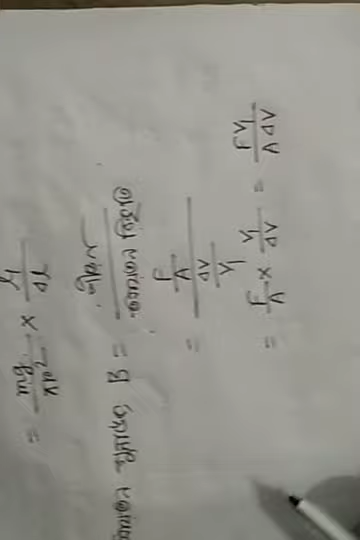 = mg/πr² × L₁/Δl
আয়তন গুণাঙ্ক, B = পীড়ন/আয়তন বিকৃতি
= (F/A)/(ΔV/V₁)
= F/A × V₁/ΔV = FV₁/AΔV